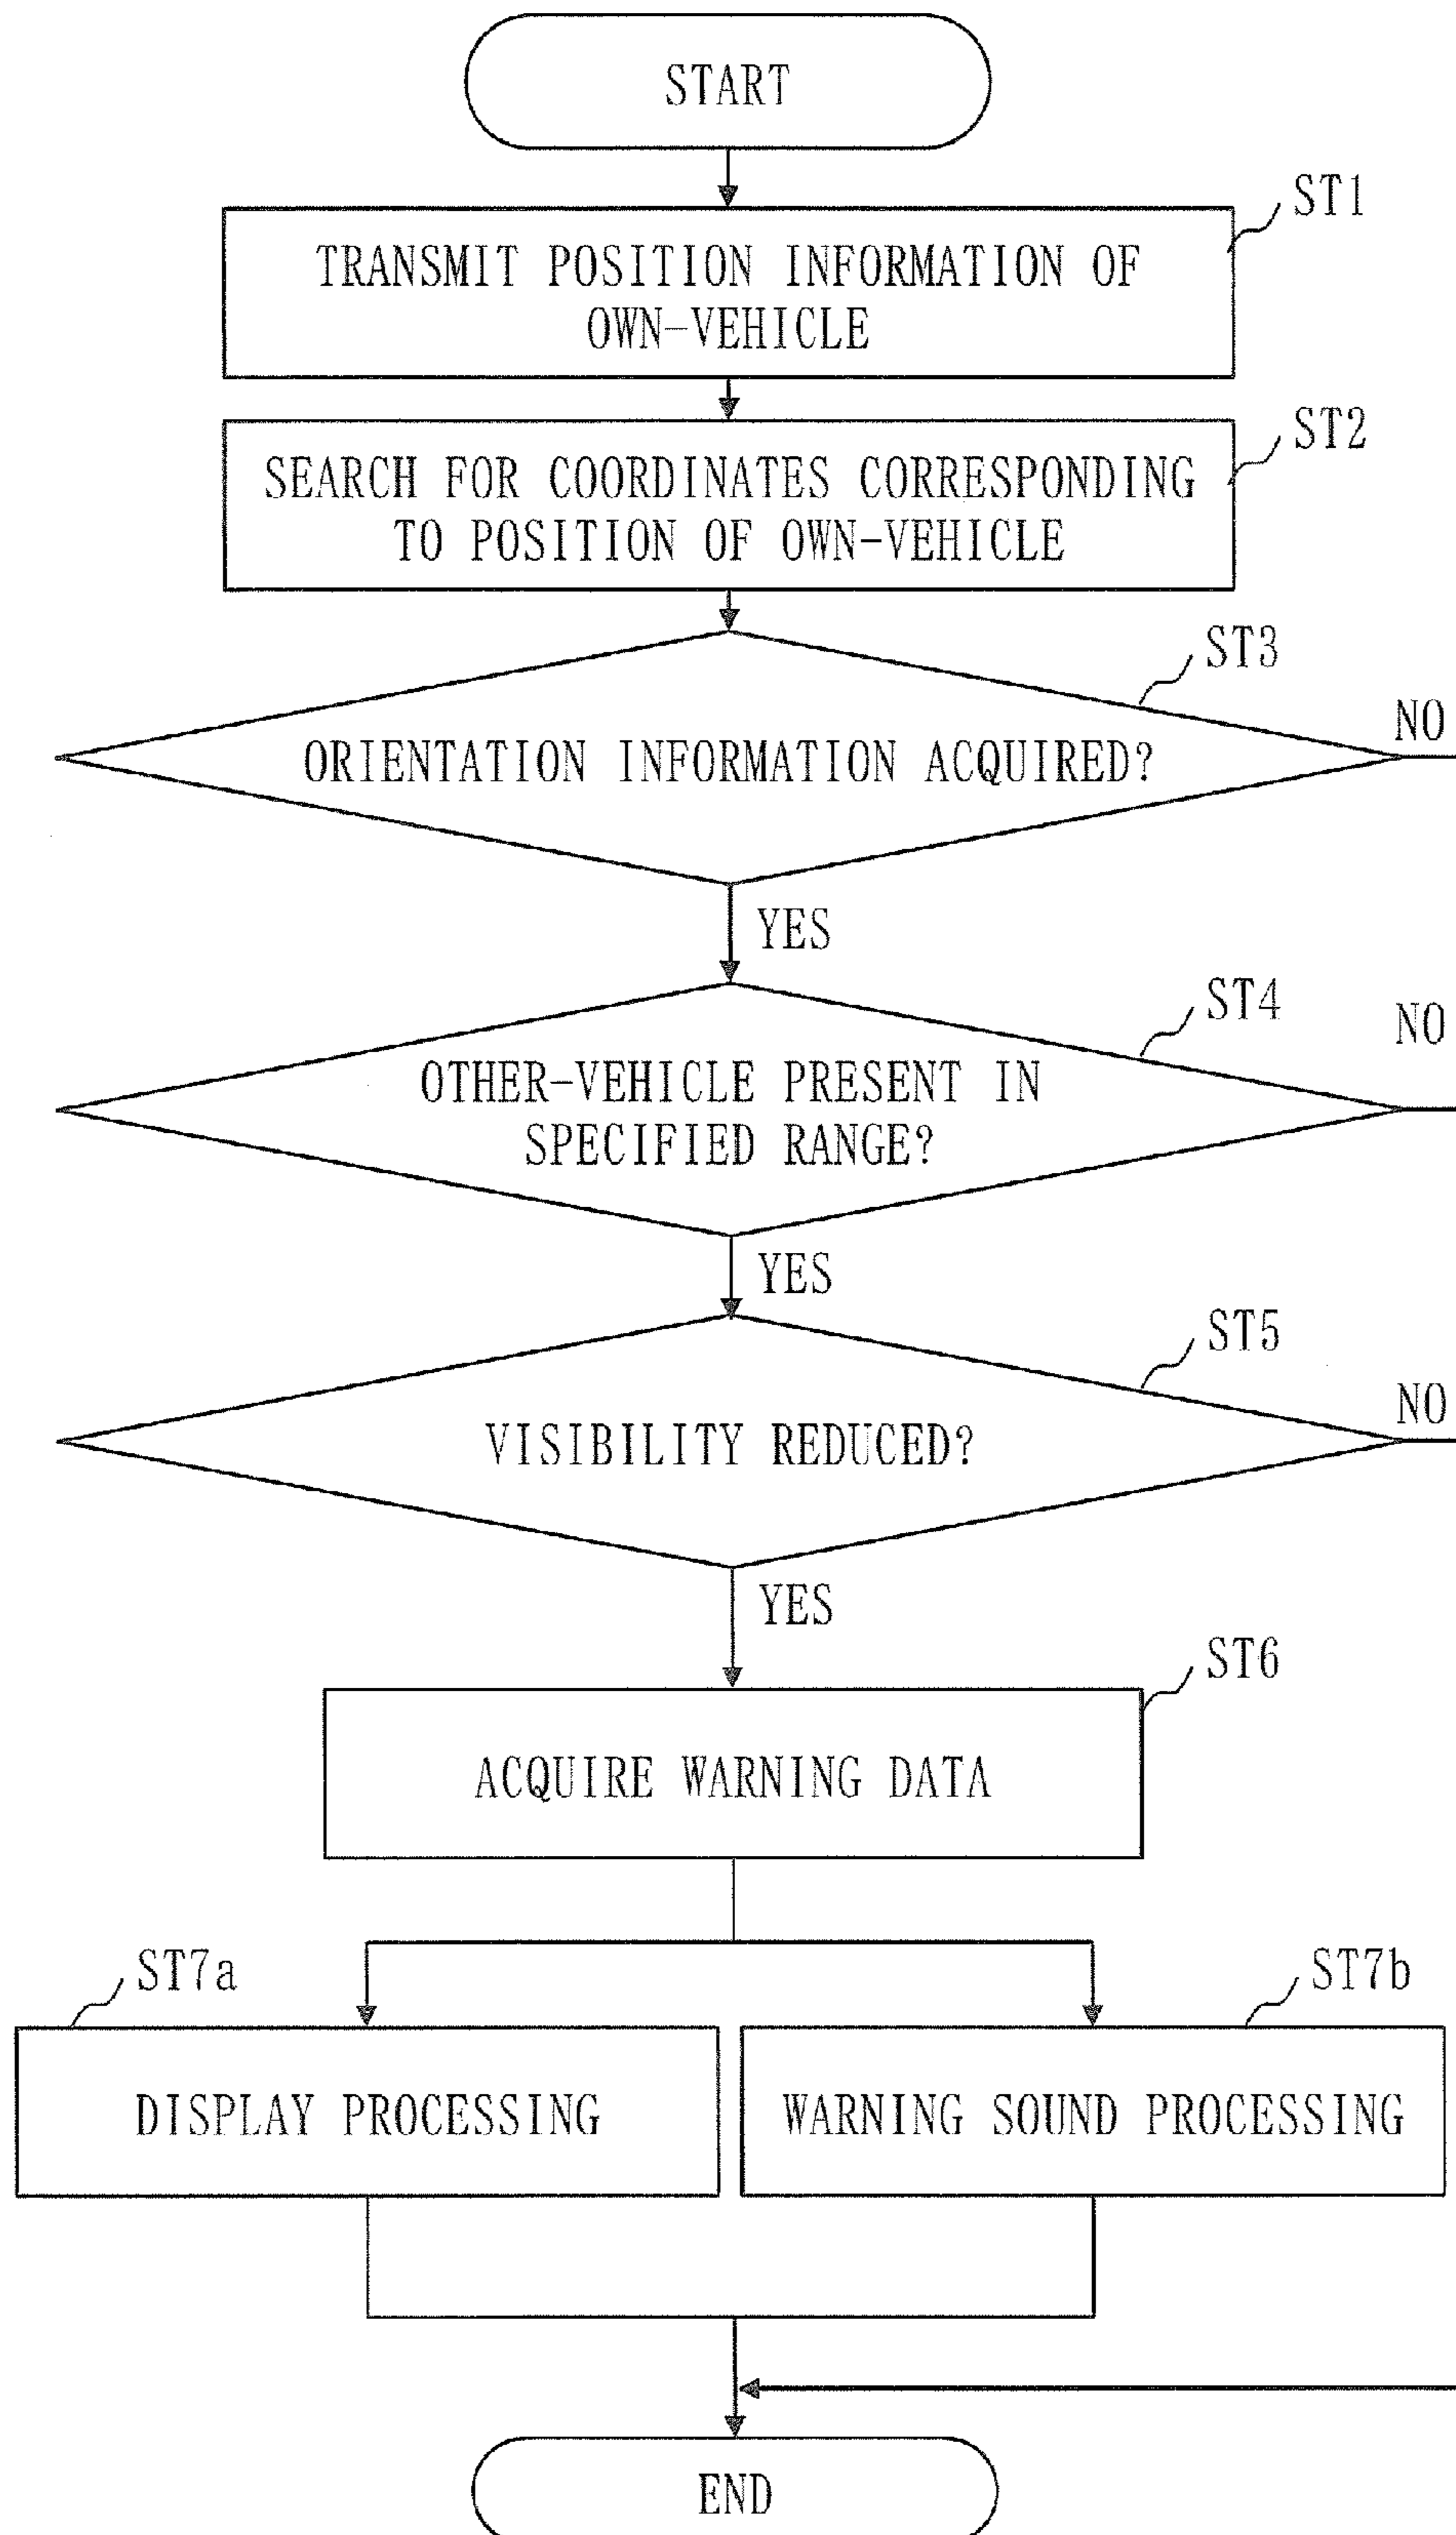 START
ST1
TRANSMIT POSITION INFORMATION OF
OWN-VEHICLE
ST2
SEARCH FOR COORDINATES CORRESPONDING
TO POSITION OF OWN-VEHICLE
ST3
NO
ORIENTATION INFORMATION ACQUIRED?
YES
ST4
NO
OTHER-VEHICLE PRESENT IN
SPECIFIED RANGE?
YES
ST5
NO
VISIBILITY REDUCED?
YES
ST6
ACQUIRE WARNING DATA
ST7a
ST7b
DISPLAY PROCESSING
WARNING SOUND PROCESSING
END